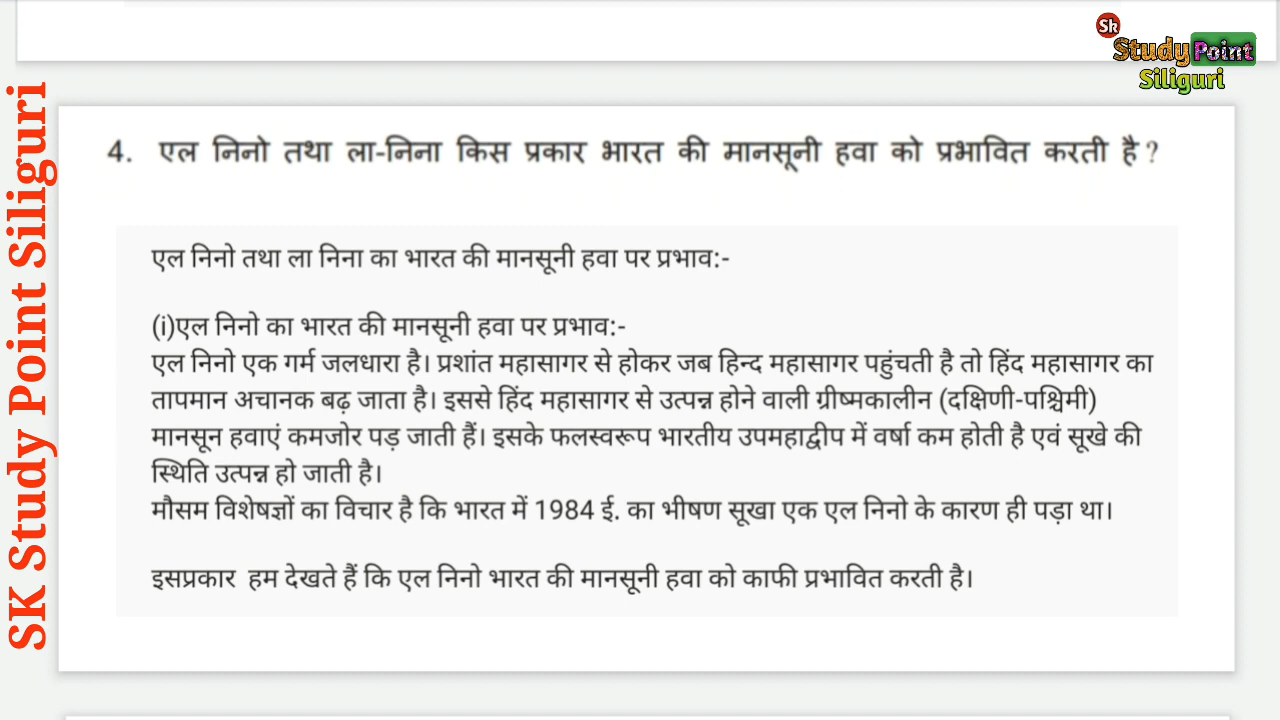 Sk
Study Point
Siliguri
SK Study Point Siliguri
4. एल निनो तथा ला-निना किस प्रकार भारत की मानसूनी हवा को प्रभावित करती है ?
एल निनो तथा ला निना का भारत की मानसूनी हवा पर प्रभाव:-
(i)एल निनो का भारत की मानसूनी हवा पर प्रभाव:-
एल निनो एक गर्म जलधारा है। प्रशांत महासागर से होकर जब हिन्द महासागर पहुंचती है तो हिंद महासागर का
तापमान अचानक बढ़ जाता है। इससे हिंद महासागर से उत्पन्न होने वाली ग्रीष्मकालीन (दक्षिणी-पश्चिमी)
मानसून हवाएं कमजोर पड़ जाती हैं। इसके फलस्वरूप भारतीय उपमहाद्वीप में वर्षा कम होती है एवं सूखे की
स्थिति उत्पन्न हो जाती है।
मौसम विशेषज्ञों का विचार है कि भारत में 1984 ई. का भीषण सूखा एक एल निनो के कारण ही पड़ा था।
इसप्रकार हम देखते हैं कि एल निनो भारत की मानसूनी हवा को काफी प्रभावित करती है।